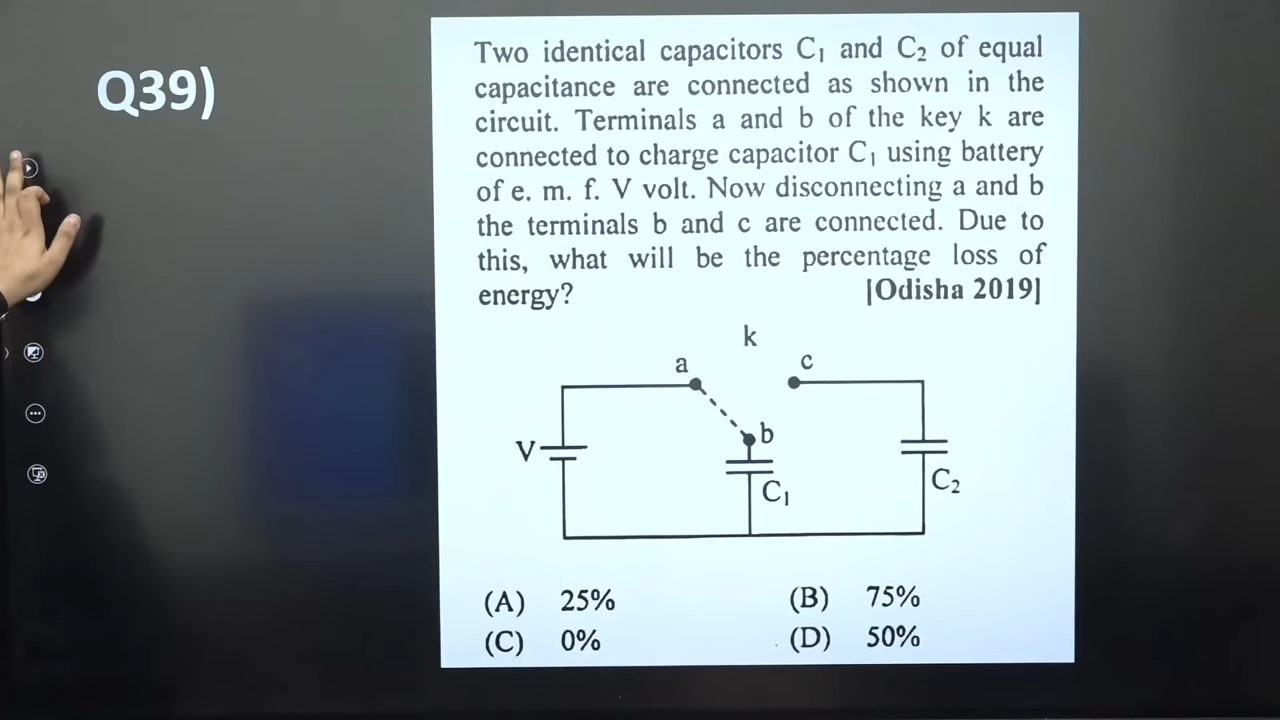 Q39)
Two identical capacitors C₁ and C₂ of equal
capacitance are connected as shown in the
circuit. Terminals a and b of the key k are
connected to charge capacitor C₁ using battery
of e. m. f. V volt. Now disconnecting a and b
the terminals b and c are connected. Due to
this, what will be the percentage loss of
energy? [Odisha 2019]
k
a
c
b
V
C₁
C₂
(A) 25% (B) 75%
(C) 0% (D) 50%